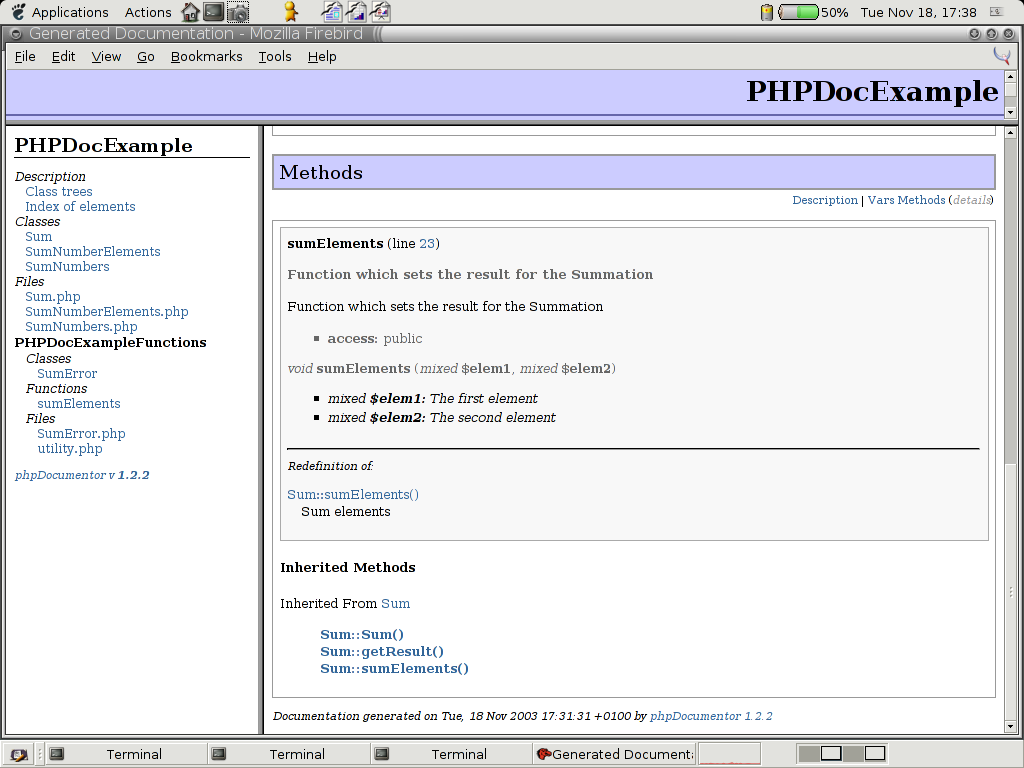 Applications Actions 50% Tue Nov 18, 17:38
Generated Documentation - Mozilla Firebird
File Edit View Go Bookmarks Tools Help
PHPDocExample
PHPDocExample
Description
Class trees
Index of elements
Classes
Sum
SumNumberElements
SumNumbers
Files
Sum.php
SumNumberElements.php
SumNumbers.php
PHPDocExampleFunctions
Classes
SumError
Functions
sumElements
Files
SumError.php
utility.php
phpDocumentor v 1.2.2
Methods
Description | Vars Methods (details)
sumElements (line 23)
Function which sets the result for the Summation
Function which sets the result for the Summation
access: public
void sumElements (mixed $elem1, mixed $elem2)
mixed $elem1: The first element
mixed $elem2: The second element
Redefinition of:
Sum::sumElements()
Sum elements
Inherited Methods
Inherited From Sum
Sum::Sum()
Sum::getResult()
Sum::sumElements()
Documentation generated on Tue, 18 Nov 2003 17:31:31 +0100 by phpDocumentor 1.2.2
Terminal Terminal Terminal Generated Document